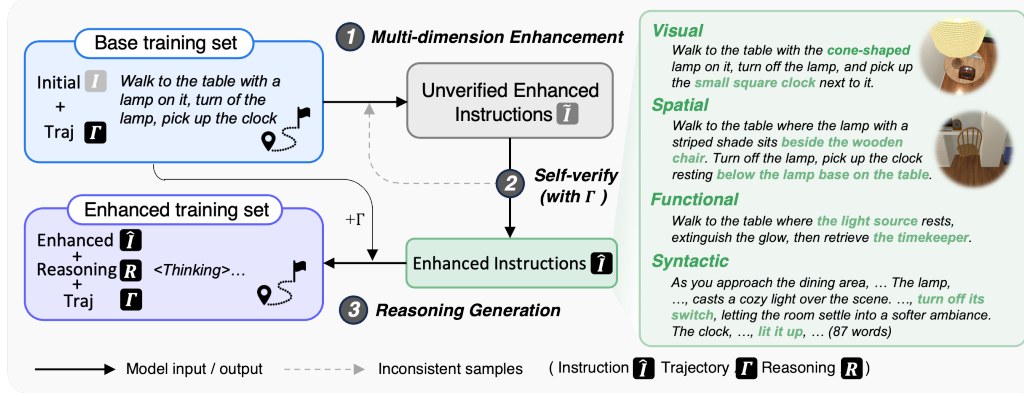 Base training set
Initial I
+
Traj Γ
Walk to the table with a
lamp on it, turn of the
lamp, pick up the clock
1 Multi-dimension Enhancement
Unverified Enhanced
Instructions Ĩ
2 Self-verify
(with Γ )
+Γ
Enhanced training set
Enhanced Î
+
Reasoning R <Thinking>...
+
Traj Γ
Enhanced Instructions Î
3 Reasoning Generation
Visual
Walk to the table with the cone-shaped
lamp on it, turn off the lamp, and pick up
the small square clock next to it.
Spatial
Walk to the table where the lamp with a
striped shade sits beside the wooden
chair. Turn off the lamp, pick up the clock
resting below the lamp base on the table.
Functional
Walk to the table where the light source rests,
extinguish the glow, then retrieve the timekeeper.
Syntactic
As you approach the dining area, … The lamp,
…, casts a cozy light over the scene. …, turn off its
switch, letting the room settle into a softer ambiance.
The clock, …, lit it up, … (87 words)
Model input / output
Inconsistent samples
( Instruction Î Trajectory Γ Reasoning R )